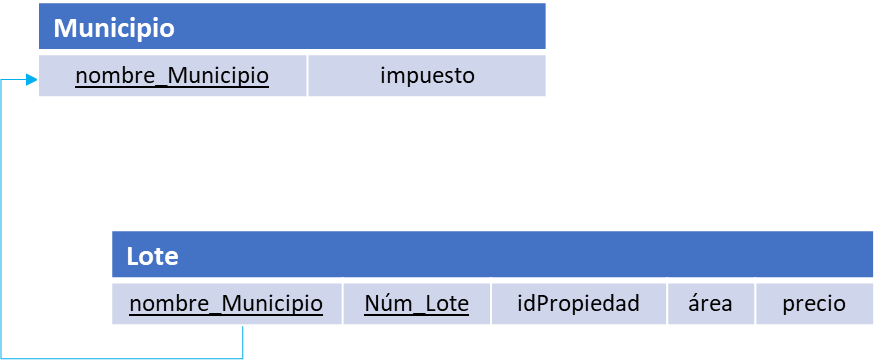 Municipio
nombre_Municipio impuesto
Lote
nombre_Municipio Núm_Lote idPropiedad área precio